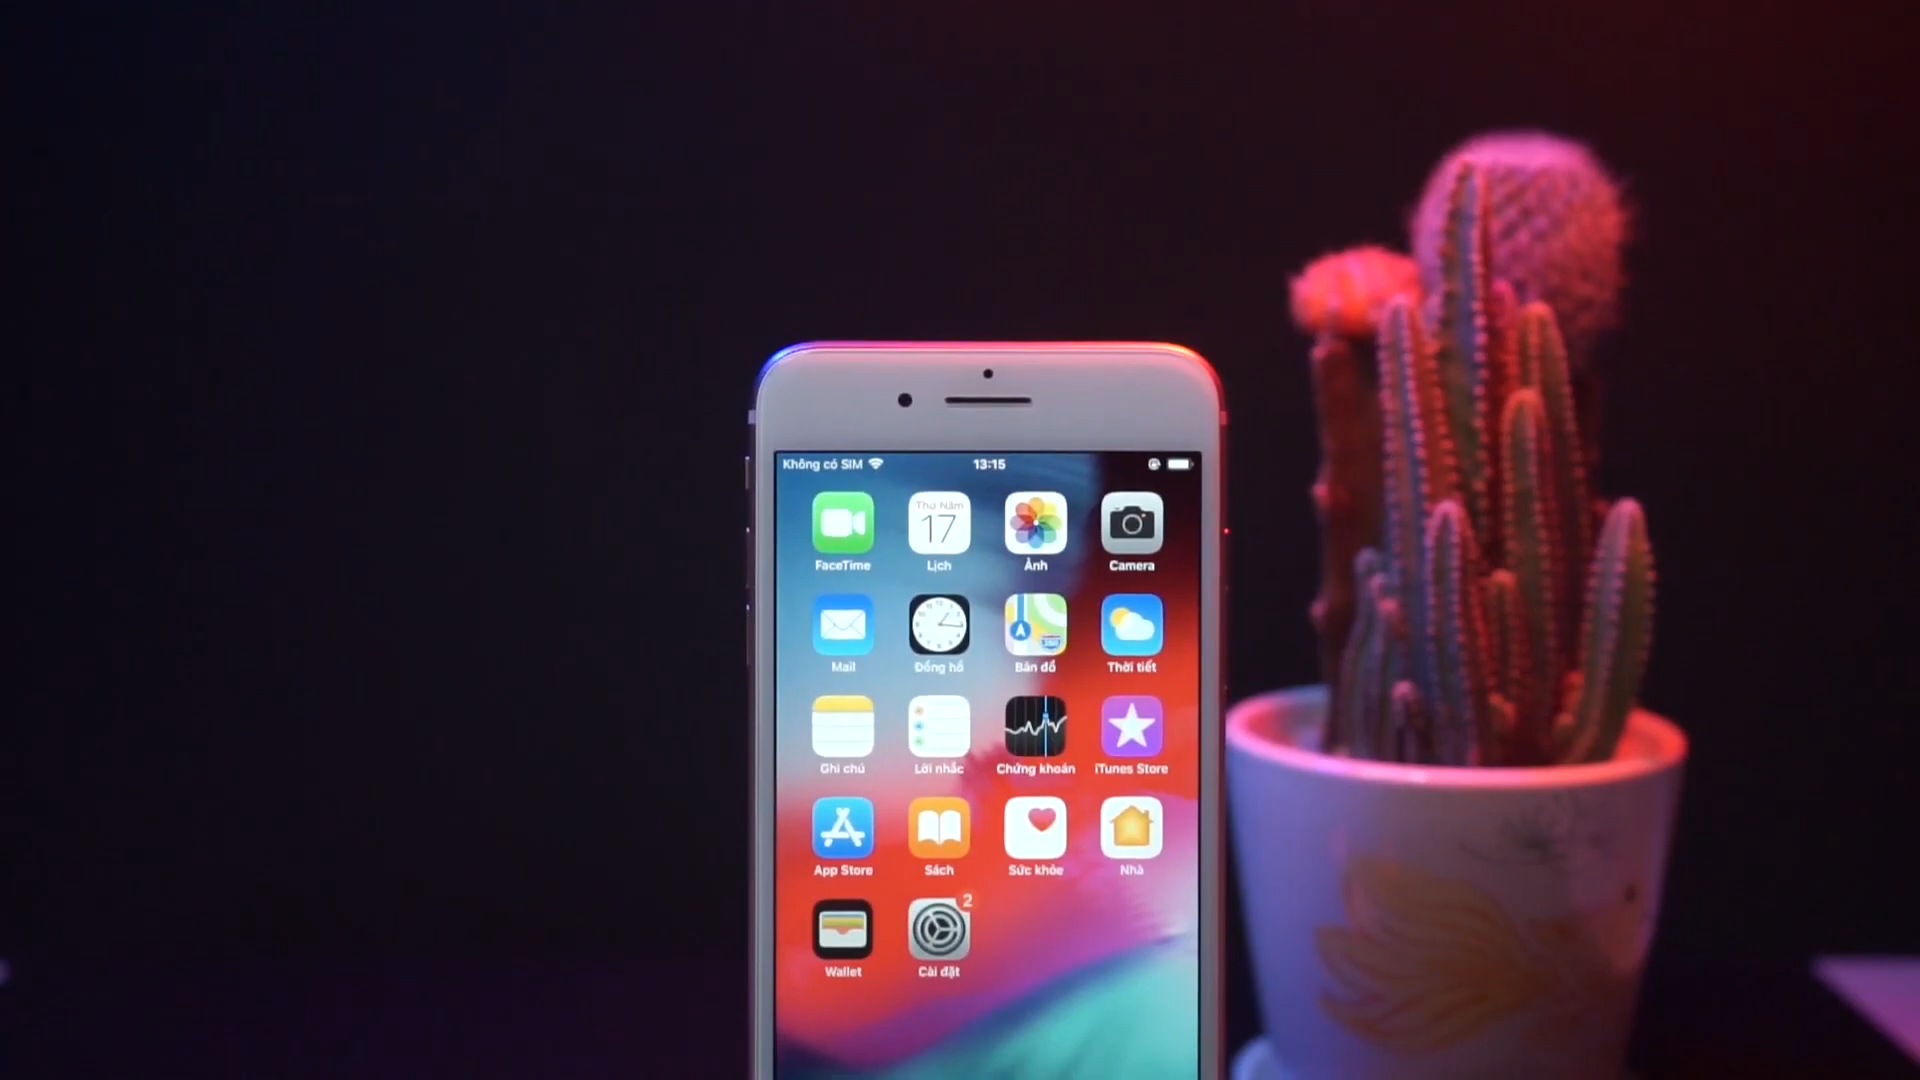 Không có SIM 13:15
Thứ Năm
17
FaceTime Lịch Ảnh Camera
Mail Đồng hồ Bản đồ Thời tiết
Ghi chú Lời nhắc Chứng khoán iTunes Store
App Store Sách Sức khỏe Nhà
2
Wallet Cài đặt